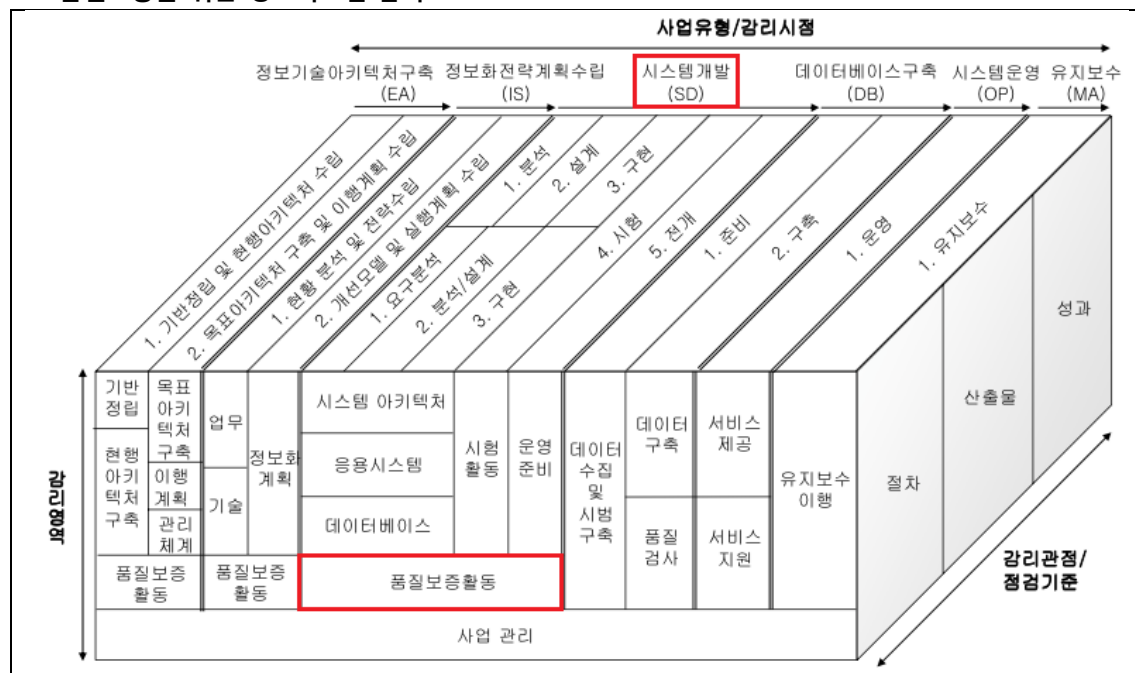 사업유형/감리시점
정보기술아키텍처구축 정보화전략계획수립 시스템개발 데이터베이스구축 시스템운영 유지보수
(EA) (IS) (SD) (DB) (OP) (MA)
1. 기반정립 및 현행아키텍처 수립
2. 목표아키텍처 구축 및 이행계획 수립
1. 현황 분석 및 전략수립
2. 개선모델 및 실행계획 수립
1. 분석
2. 설계
3. 구현
1. 요구분석
2. 분석/설계
3. 구현
4. 시험
5. 전개
1. 준비
2. 구축
1. 운영
1. 유지보수
감리영역
기반
정립
현행
아키
텍처
구축
목표
아키
텍처
구축
이행
계획
관리
체계
업무
기술
정보화
계획
시스템 아키텍처
응용시스템
데이터베이스
시험
활동
운영
준비
데이터
수집
및
시범
구축
데이터
구축
품질
검사
서비스
제공
서비스
지원
유지보수
이행
절차
산출물
성과
품질보증
활동
품질보증
활동
품질보증활동
사업 관리
감리관점/
점검기준